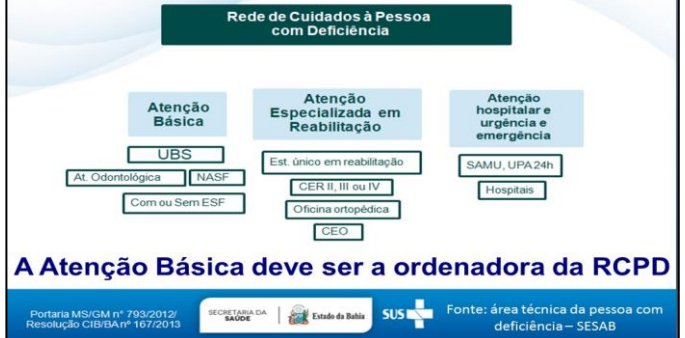 Rede de Cuidados à Pessoa
com Deficiência
Atenção
Básica
UBS
At. Odontológica
NASF
Com ou Sem ESF
Atenção
Especializada em
Reabilitação
Est. único em reabilitação
CER II, III ou IV
Oficina ortopédica
CEO
Atenção
hospitalar e
urgência e
emergência
SAMU, UPA24h
Hospitais
A Atenção Básica deve ser a ordenadora da RCPD
Portaria MS/GM n° 793/2012/
Resolução CIB/BA nº 167/2013
SECRETARIA DA
SAÚDE
Estado da Bahia
SUS
Fonte: área técnica da pessoa com
deficiência – SESAB